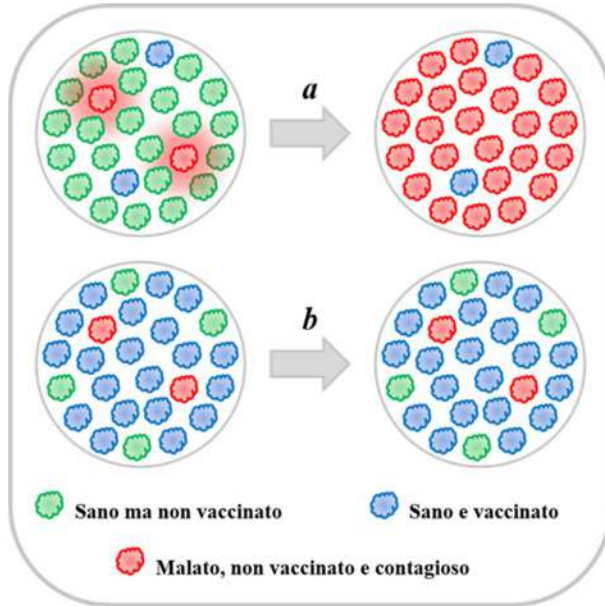 a
b
Sano ma non vaccinato
Sano e vaccinato
Malato, non vaccinato e contagioso